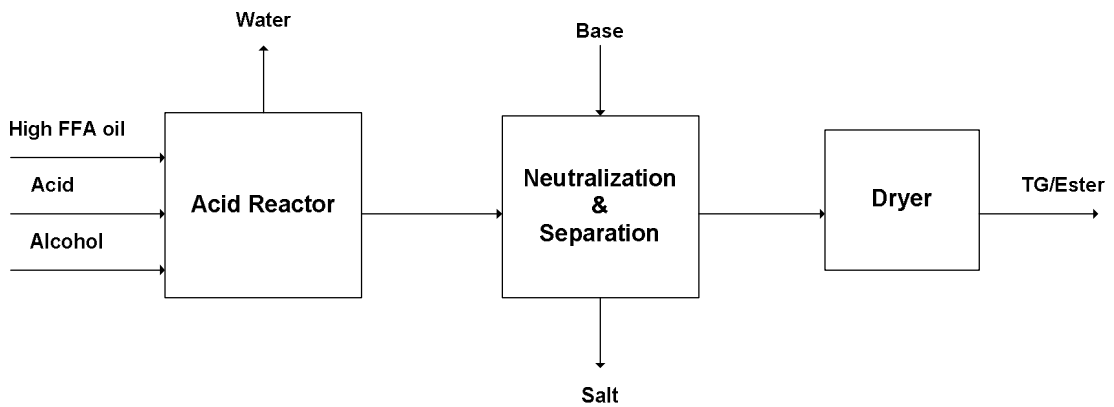 Water
Base
High FFA oil
Acid
Alcohol
Acid Reactor
Neutralization
&
Separation
Dryer
TG/Ester
Salt